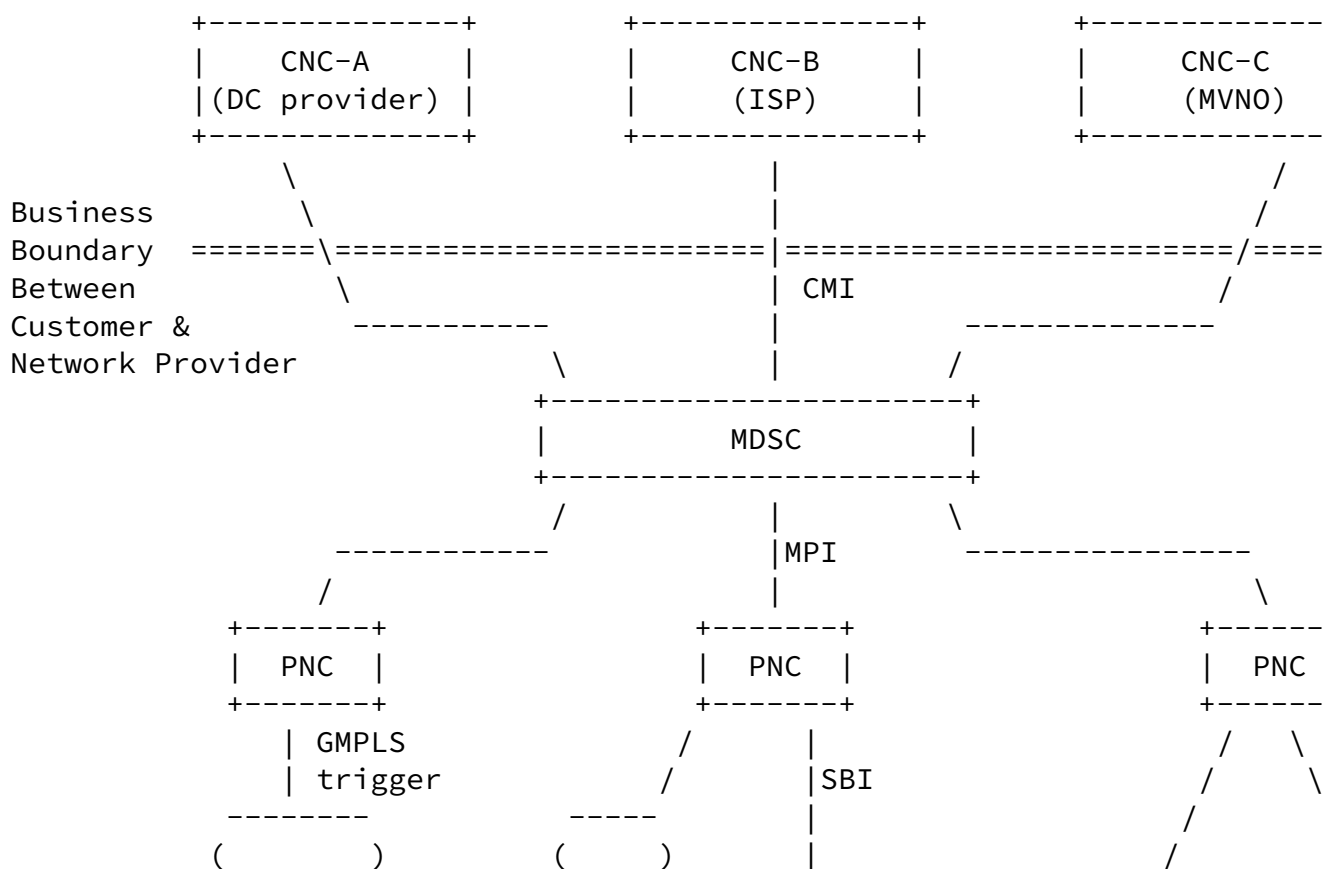 CNC-A CNC-B CNC-C
(DC provider) (ISP) (MVNO)
Business
Boundary
Between CMI
Customer &
Network Provider
MDSC
MPI
PNC PNC PNC
GMPLS
trigger SBI